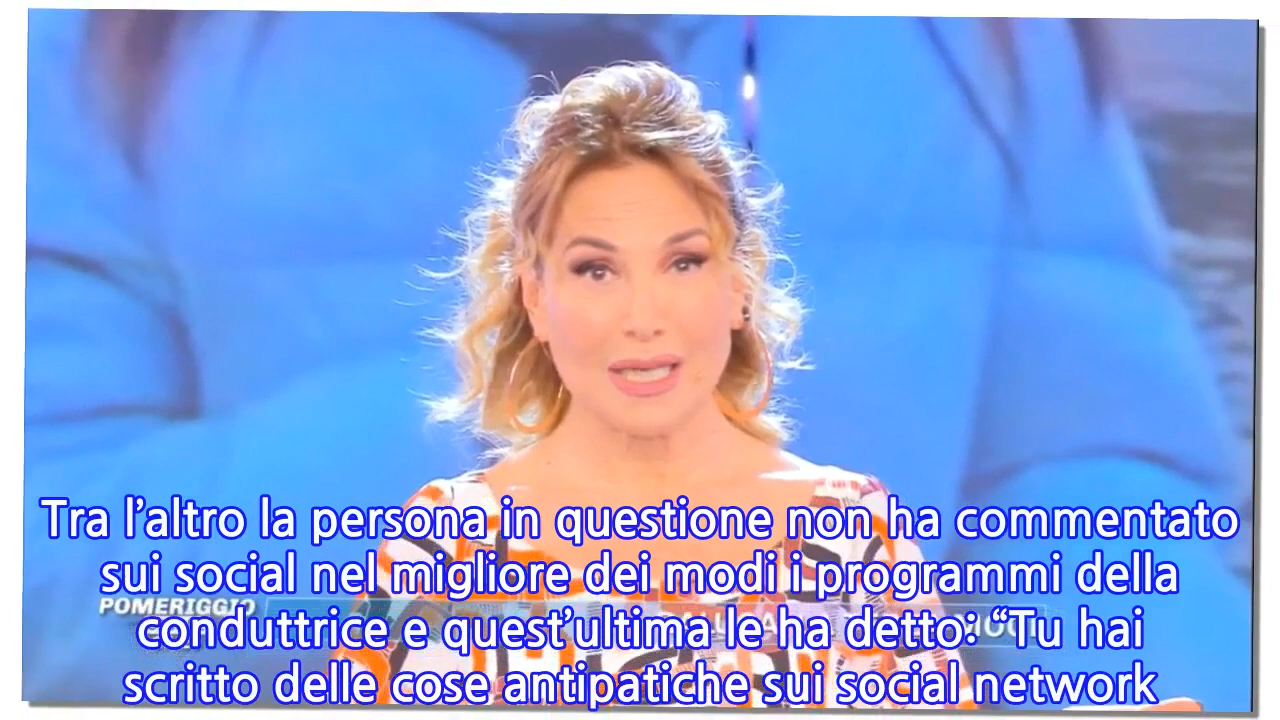 Tra l’altro la persona in questione non ha commentato
sui social nel migliore dei modi i programmi della
POMERIGGIO
conduttrice e quest’ultima le ha detto: “Tu hai
scritto delle cose antipatiche sui social network